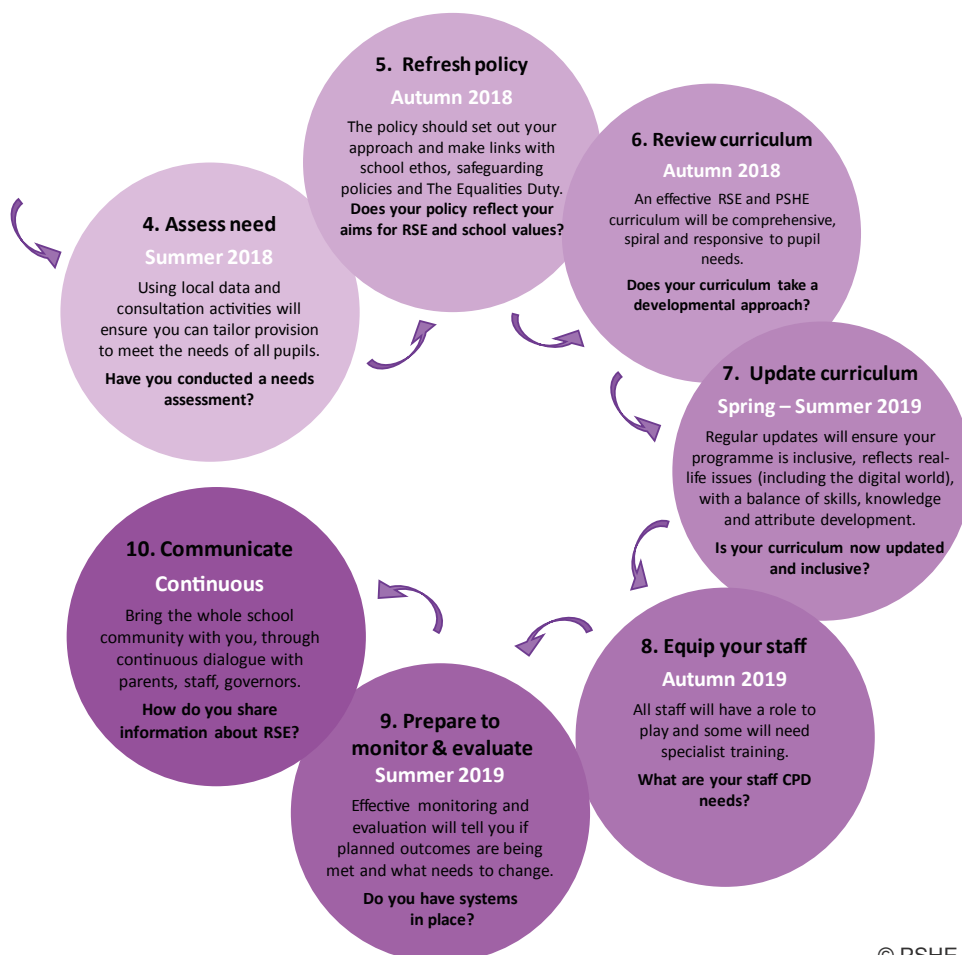 4. Assess need
Summer 2018
Using local data and
consultation activities will
ensure you can tailor provision
to meet the needs of all pupils.
Have you conducted a needs
assessment?
5. Refresh policy
Autumn 2018
The policy should set out your
approach and make links with
school ethos, safeguarding
policies and The Equalities Duty.
Does your policy reflect your
aims for RSE and school values?
6. Review curriculum
Autumn 2018
An effective RSE and PSHE
curriculum will be comprehensive,
spiral and responsive to pupil
needs.
Does your curriculum take a
developmental approach?
7. Update curriculum
Spring – Summer 2019
Regular updates will ensure your
programme is inclusive, reflects real-
life issues (including the digital world),
with a balance of skills, knowledge
and attribute development.
Is your curriculum now updated
and inclusive?
8. Equip your staff
Autumn 2019
All staff will have a role to
play and some will need
specialist training.
What are your staff CPD
needs?
9. Prepare to
monitor & evaluate
Summer 2019
Effective monitoring and
evaluation will tell you if
planned outcomes are being
met and what needs to change.
Do you have systems
in place?
10. Communicate
Continuous
Bring the whole school
community with you, through
continuous dialogue with
parents, staff, governors.
How do you share
information about RSE?
© PSHE